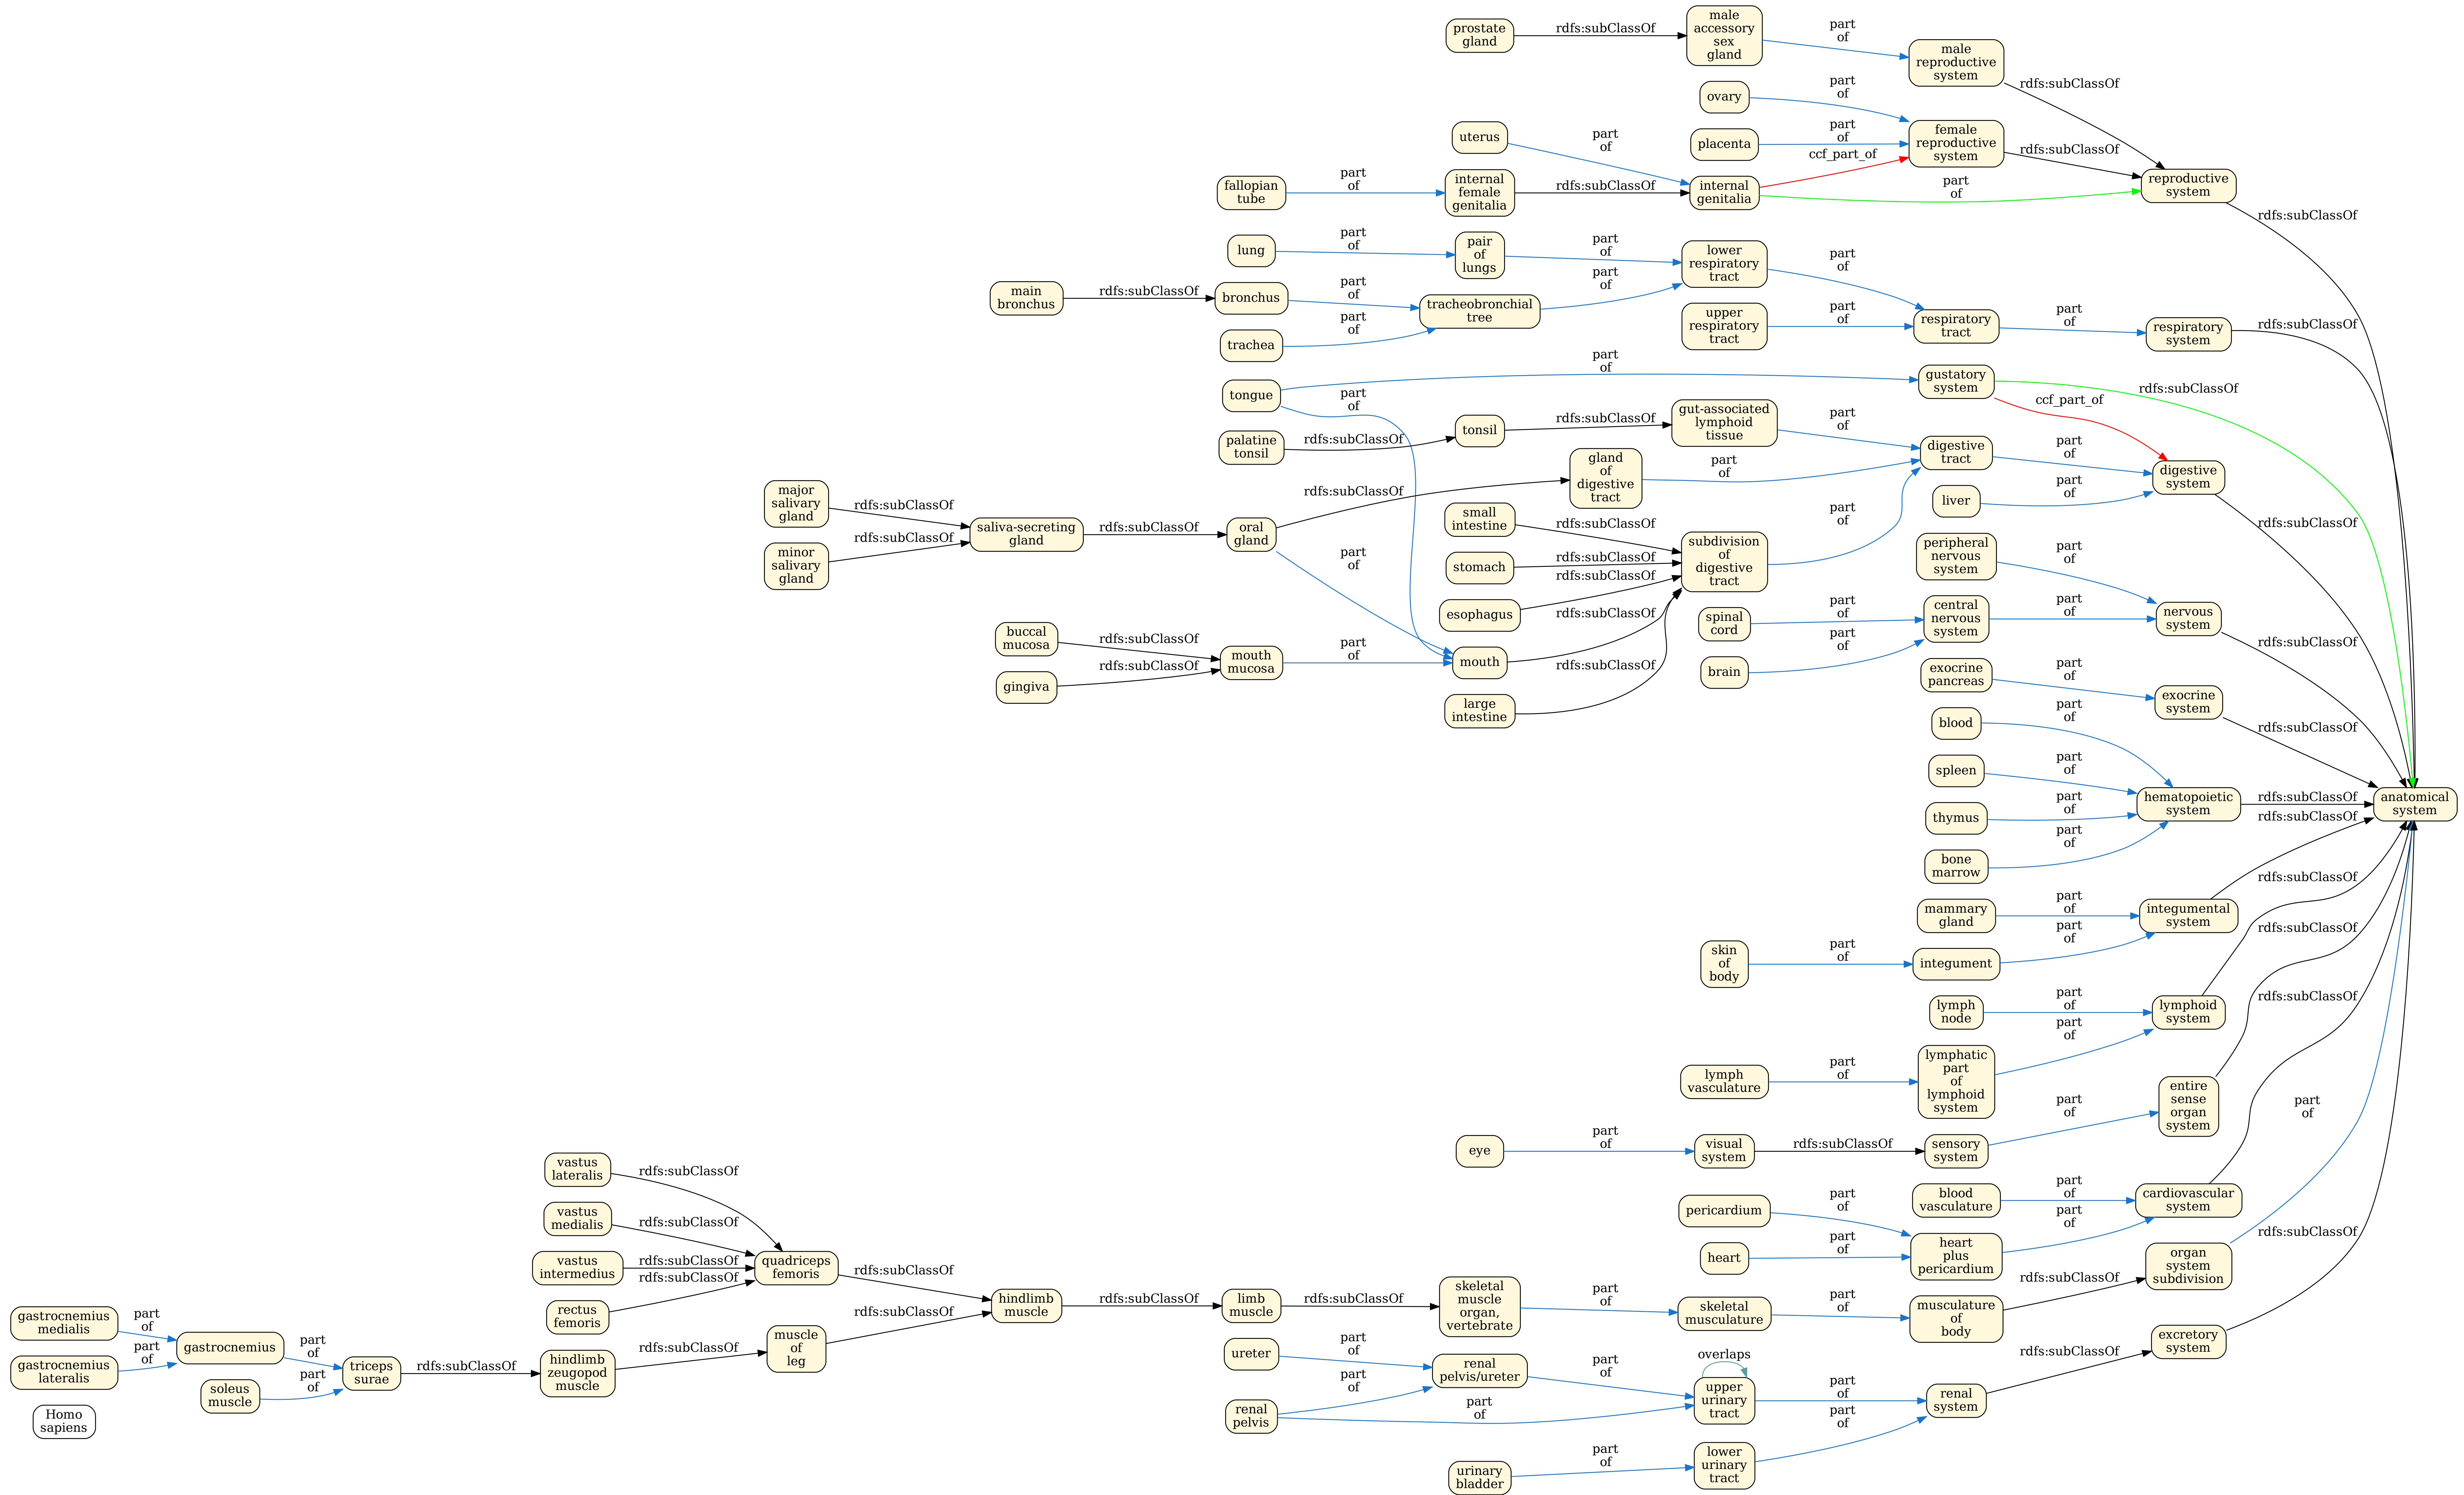 prostate
gland
rdfs:subClassOf
male
accessory
sex
gland
part
of
male
reproductive
system
rdfs:subClassOf
ovary
part
of
uterus
part
of
placenta
part
of
female
reproductive
system
rdfs:subClassOf
ccf_part_of
fallopian
tube
part
of
internal
female
genitalia
rdfs:subClassOf
internal
genitalia
part
of
reproductive
system
rdfs:subClassOf
lung
part
of
pair
of
lungs
part
of
lower
respiratory
tract
part
of
main
bronchus
rdfs:subClassOf
bronchus
part
of
tracheobronchial
tree
part
of
trachea
part
of
upper
respiratory
tract
part
of
respiratory
tract
part
of
respiratory
system
rdfs:subClassOf
tongue
part
of
part
of
gustatory
system
rdfs:subClassOf
ccf_part_of
palatine
tonsil
rdfs:subClassOf
tonsil
rdfs:subClassOf
gut-associated
lymphoid
tissue
part
of
digestive
tract
part
of
digestive
system
rdfs:subClassOf
gland
of
digestive
tract
part
of
liver
part
of
major
salivary
gland
rdfs:subClassOf
minor
salivary
gland
rdfs:subClassOf
saliva-secreting
gland
rdfs:subClassOf
oral
gland
rdfs:subClassOf
part
of
small
intestine
rdfs:subClassOf
stomach
rdfs:subClassOf
esophagus
rdfs:subClassOf
subdivision
of
digestive
tract
part
of
buccal
mucosa
rdfs:subClassOf
gingiva
rdfs:subClassOf
mouth
mucosa
part
of
mouth
rdfs:subClassOf
large
intestine
rdfs:subClassOf
peripheral
nervous
system
part
of
spinal
cord
part
of
brain
part
of
central
nervous
system
part
of
nervous
system
rdfs:subClassOf
exocrine
pancreas
part
of
exocrine
system
rdfs:subClassOf
blood
part
of
spleen
part
of
thymus
part
of
bone
marrow
part
of
hematopoietic
system
rdfs:subClassOf
anatomical
system
mammary
gland
part
of
integumental
system
rdfs:subClassOf
skin
of
body
part
of
integument
part
of
lymph
node
part
of
lymphoid
system
rdfs:subClassOf
lymph
vasculature
part
of
lymphatic
part
of
lymphoid
system
part
of
entire
sense
organ
system
rdfs:subClassOf
eye
part
of
visual
system
rdfs:subClassOf
sensory
system
part
of
blood
vasculature
part
of
cardiovascular
system
rdfs:subClassOf
pericardium
part
of
heart
part
of
heart
plus
pericardium
part
of
organ
system
subdivision
part
of
vastus
lateralis
rdfs:subClassOf
vastus
medialis
rdfs:subClassOf
vastus
intermedius
rdfs:subClassOf
rectus
femoris
rdfs:subClassOf
quadriceps
femoris
rdfs:subClassOf
hindlimb
muscle
rdfs:subClassOf
limb
muscle
rdfs:subClassOf
skeletal
muscle
organ,
vertebrate
part
of
skeletal
musculature
part
of
musculature
of
body
rdfs:subClassOf
gastrocnemius
medialis
part
of
gastrocnemius
lateralis
part
of
gastrocnemius
part
of
soleus
muscle
part
of
triceps
surae
rdfs:subClassOf
hindlimb
zeugopod
muscle
rdfs:subClassOf
muscle
of
leg
rdfs:subClassOf
ureter
part
of
renal
pelvis
part
of
part
of
renal
pelvis/ureter
part
of
overlaps
upper
urinary
tract
part
of
renal
system
rdfs:subClassOf
excretory
system
rdfs:subClassOf
urinary
bladder
part
of
lower
urinary
tract
part
of
Homo
sapiens